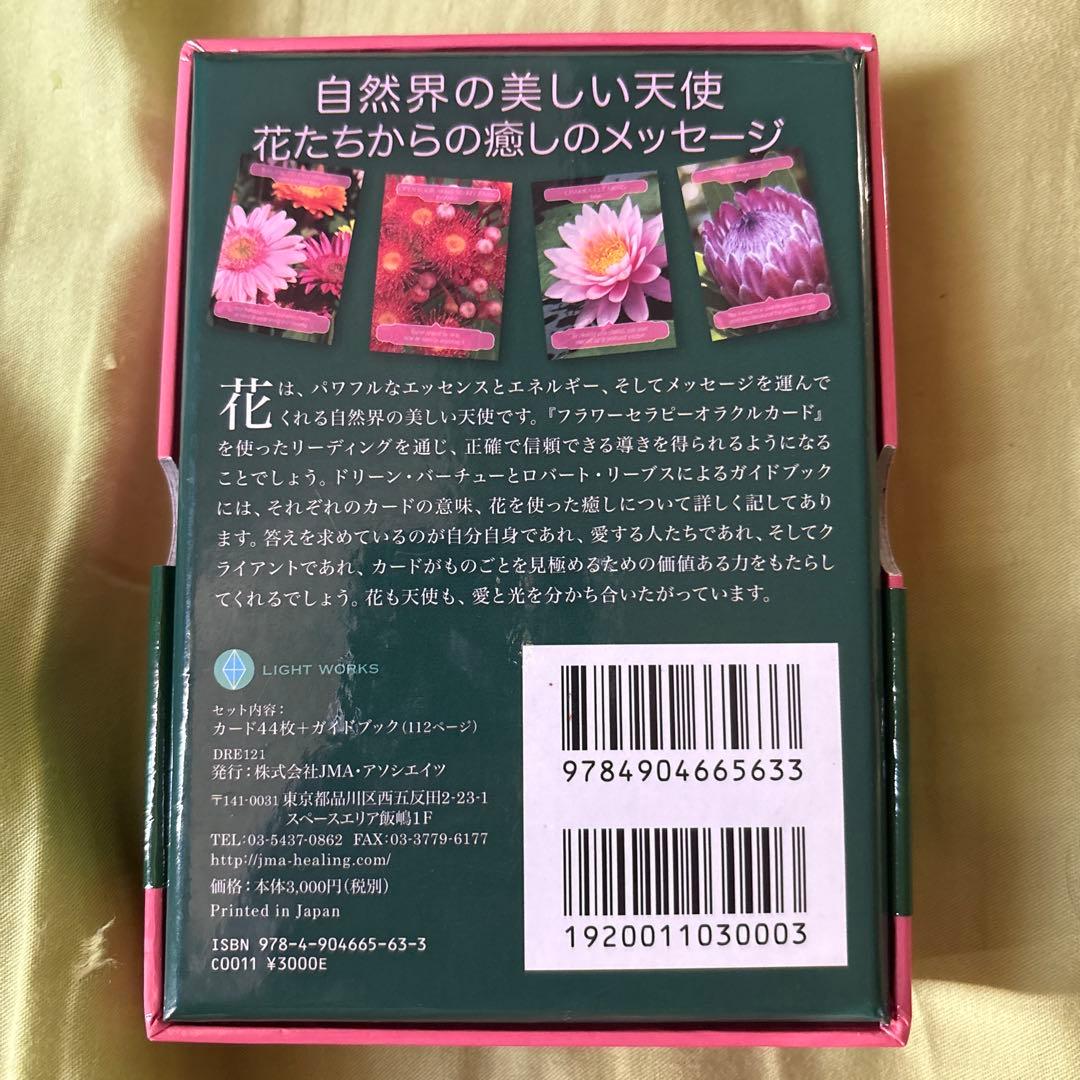 自然界の美しい天使
花たちからの癒しのメッセージ
花は、パワフルなエッセンスとエネルギー、そしてメッセージを運んで
くれる自然界の美しい天使です。『フラワーセラピーオラクルカード』
を使ったリーディングを通じ、正確で信頼できる導きを得られるようになる
ことでしょう。ドリーン・バーチューとロバート・リーブスによるガイドブック
には、それぞれのカードの意味、花を使った癒しについて詳しく記してあり
ます。答えを求めているのが自分自身であれ、愛する人たちであれ、そしてク
ライアントであれ、カードがものごとを見極めるための価値ある力をもたらし
てくれるでしょう。花も天使も、愛と光を分かち合いたがっています。
LIGHT WORKS
セット内容：
カード44枚＋ガイドブック（112ページ）
DRE121
発行：株式会社JMA・アソシエイツ
〒141-0031 東京都品川区西五反田2-23-1
スペースエリア飯嶋1F
TEL:03-5437-0862 FAX:03-3779-6177
http://jma-healing.com/
価格：本体3,000円（税別）
Printed in Japan
ISBN 978-4-904665-63-3
C0011 ¥3000E
9784904665633
1920011030003